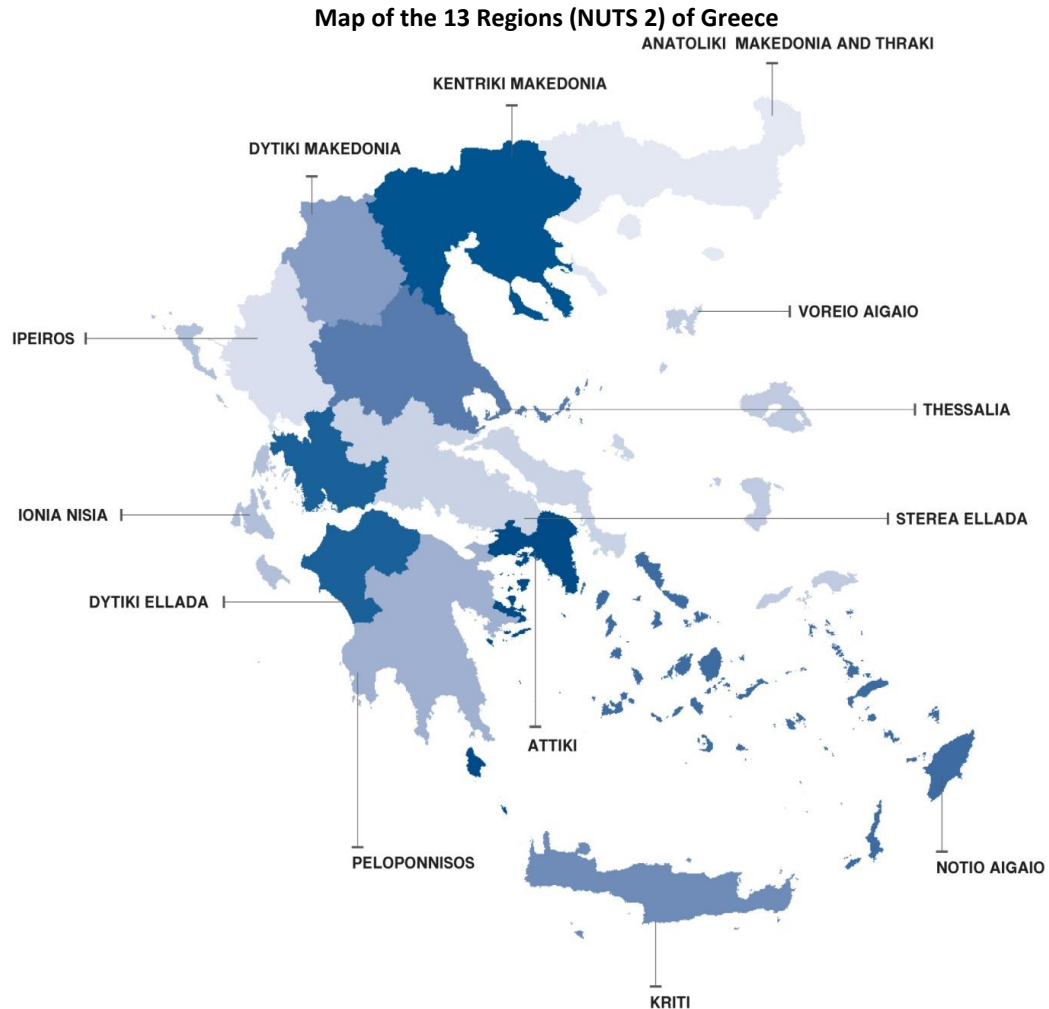 Map of the 13 Regions (NUTS 2) of Greece
ANATOLIKI MAKEDONIA AND THRAKI
KENTRIKI MAKEDONIA
DYTIKI MAKEDONIA
VOREIO AIGAIO
IPEIROS
THESSALIA
IONIA NISIA
STEREA ELLADA
DYTIKI ELLADA
ATTIKI
PELOPONNISOS
NOTIO AIGAIO
KRITI